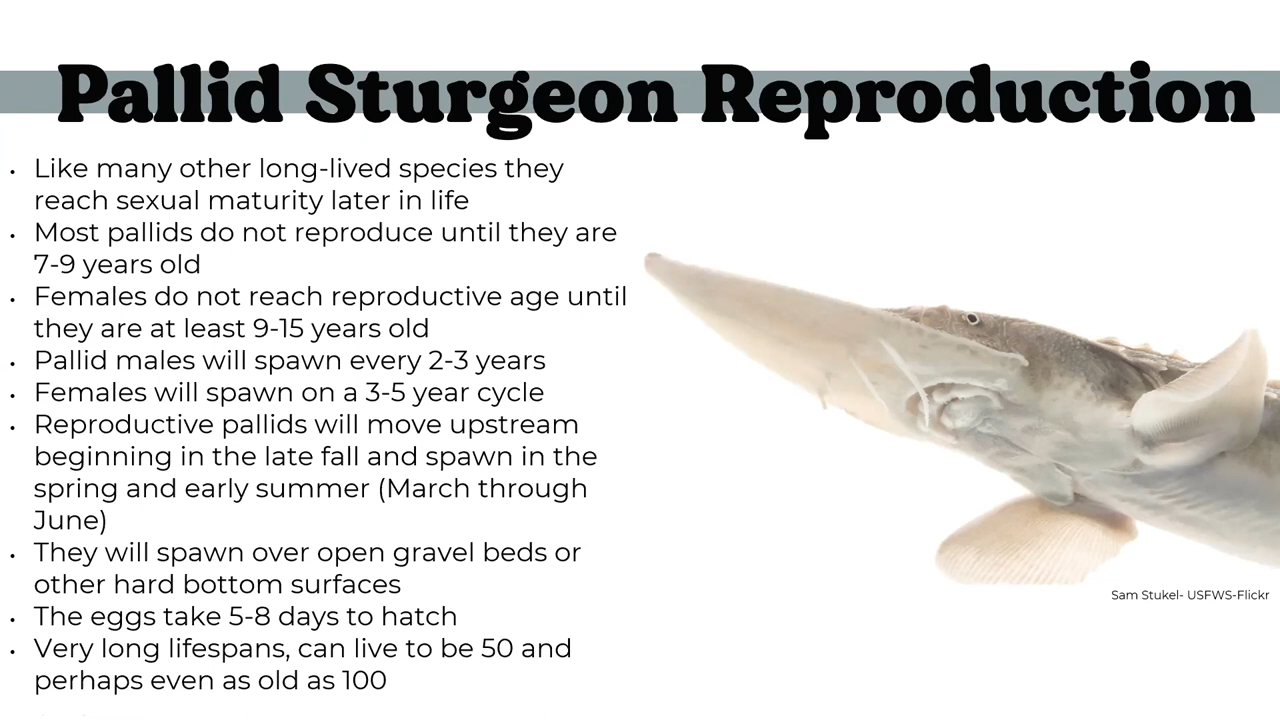 Pallid Sturgeon Reproduction
• Like many other long-lived species they
reach sexual maturity later in life
• Most pallids do not reproduce until they are
7-9 years old
• Females do not reach reproductive age until
they are at least 9-15 years old
• Pallid males will spawn every 2-3 years
• Females will spawn on a 3-5 year cycle
• Reproductive pallids will move upstream
beginning in the late fall and spawn in the
spring and early summer (March through
June)
• They will spawn over open gravel beds or
other hard bottom surfaces
• The eggs take 5-8 days to hatch
• Very long lifespans, can live to be 50 and
perhaps even as old as 100
Sam Stukel- USFWS-Flickr